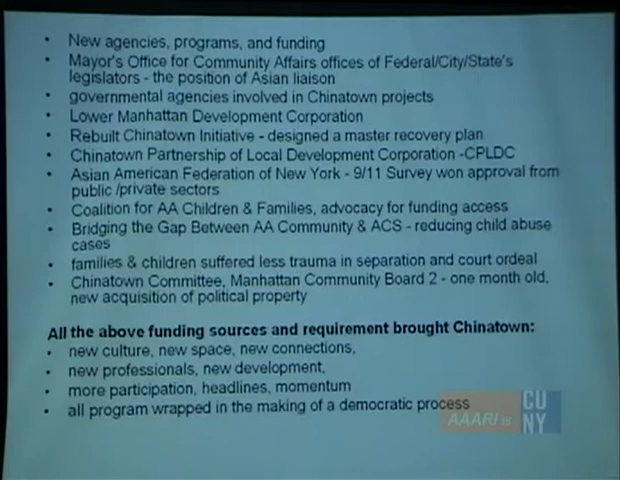 • New agencies, programs, and funding
• Mayor's Office for Community Affairs offices of Federal/City/State's
legislators - the position of Asian liaison
• governmental agencies involved in Chinatown projects
• Lower Manhattan Development Corporation
• Rebuilt Chinatown Initiative - designed a master recovery plan
• Chinatown Partnership of Local Development Corporation -CPLDC
• Asian American Federation of New York - 9/11 Survey won approval from
public /private sectors
• Coalition for AA Children & Families, advocacy for funding access
• Bridging the Gap Between AA Community & ACS - reducing child abuse
cases
• families & children suffered less trauma in separation and court ordeal
• Chinatown Committee, Manhattan Community Board 2 - one month old,
new acquisition of political property
All the above funding sources and requirement brought Chinatown:
• new culture, new space, new connections,
• new professionals, new development,
• more participation, headlines, momentum
• all program wrapped in the making of a democratic process
AAARI
CU
NY